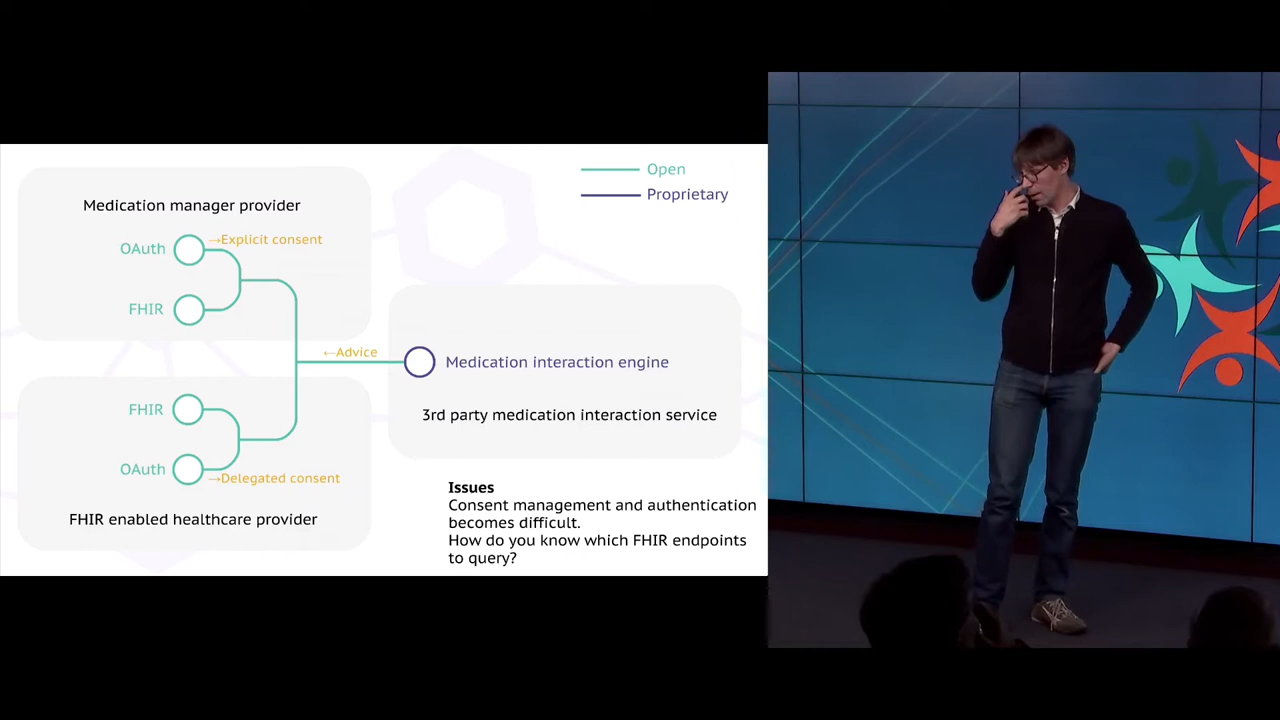 Open
Proprietary
Medication manager provider
OAuth
→Explicit consent
FHIR
←Advice
Medication interaction engine
3rd party medication interaction service
FHIR
OAuth
→Delegated consent
FHIR enabled healthcare provider
Issues
Consent management and authentication
becomes difficult.
How do you know which FHIR endpoints
to query?